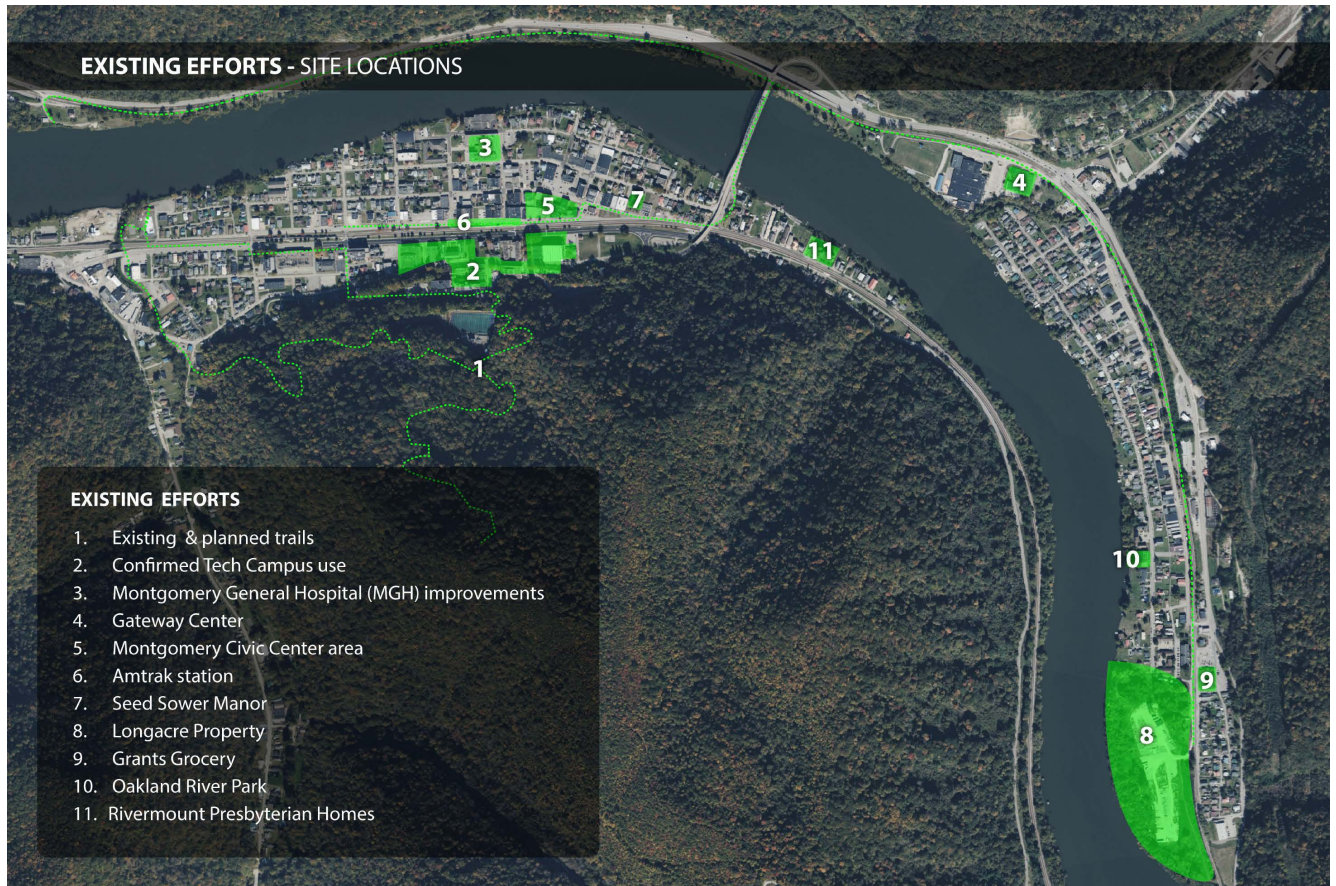 EXISTING EFFORTS - SITE LOCATIONS
3
4
7
5
6
11
2
1
10
9
8
EXISTING EFFORTS
1. Existing & planned trails
2. Confirmed Tech Campus use
3. Montgomery General Hospital (MGH) improvements
4. Gateway Center
5. Montgomery Civic Center area
6. Amtrak station
7. Seed Sower Manor
8. Longacre Property
9. Grants Grocery
10. Oakland River Park
11. Rivermount Presbyterian Homes